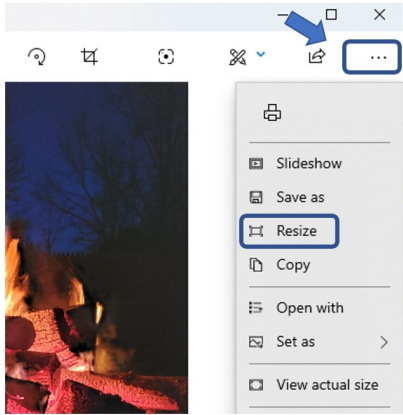 Slideshow
Save as
Resize
Copy
Open with
Set as
View actual size